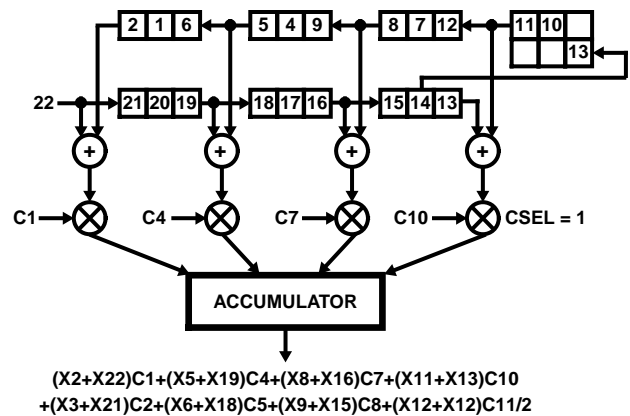 2 1 6 5 4 9 8 7 12 11 10
13
22 21 20 19 18 17 16 15 14 13
+ + + +
C1 C4 C7 C10 CSEL = 1
ACCUMULATOR
(X2+X22)C1+(X5+X19)C4+(X8+X16)C7+(X11+X13)C10
+(X3+X21)C2+(X6+X18)C5+(X9+X15)C8+(X12+X12)C11/2